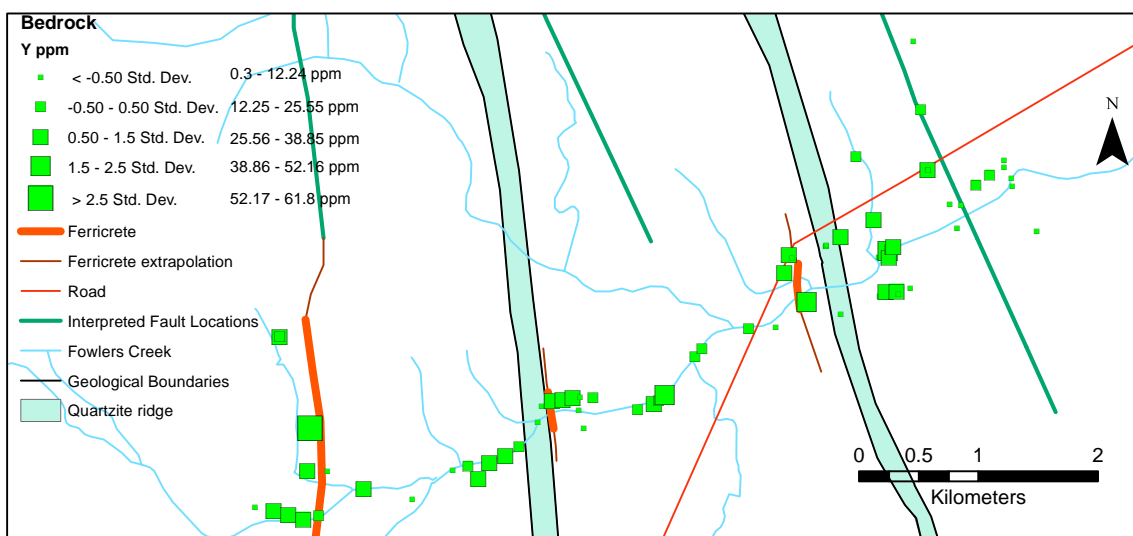 Bedrock
Y ppm
< -0.50 Std. Dev. 0.3 - 12.24 ppm
-0.50 - 0.50 Std. Dev. 12.25 - 25.55 ppm
0.50 - 1.5 Std. Dev. 25.56 - 38.85 ppm
1.5 - 2.5 Std. Dev. 38.86 - 52.16 ppm
> 2.5 Std. Dev. 52.17 - 61.8 ppm
Ferricrete
Ferricrete extrapolation
Road
Interpreted Fault Locations
Fowlers Creek
Geological Boundaries
Quartzite ridge
N
0 0.5 1 2
Kilometers